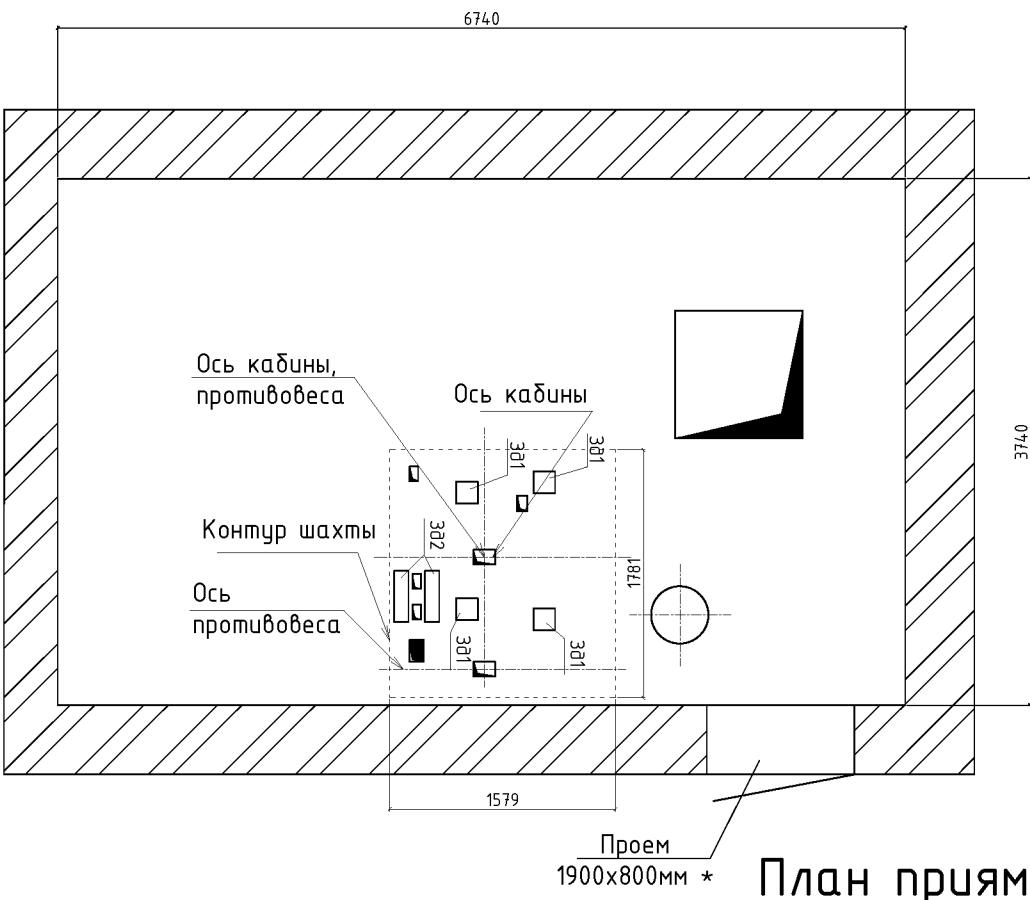 6740
Ось кабины,
противовеса
Ось кабины
3740
Зд1
Зд1
Контур шахты
Зд2
1781
Ось
противовеса
Зд1
Зд1
1579
Проем
1900х800мм *
План приям